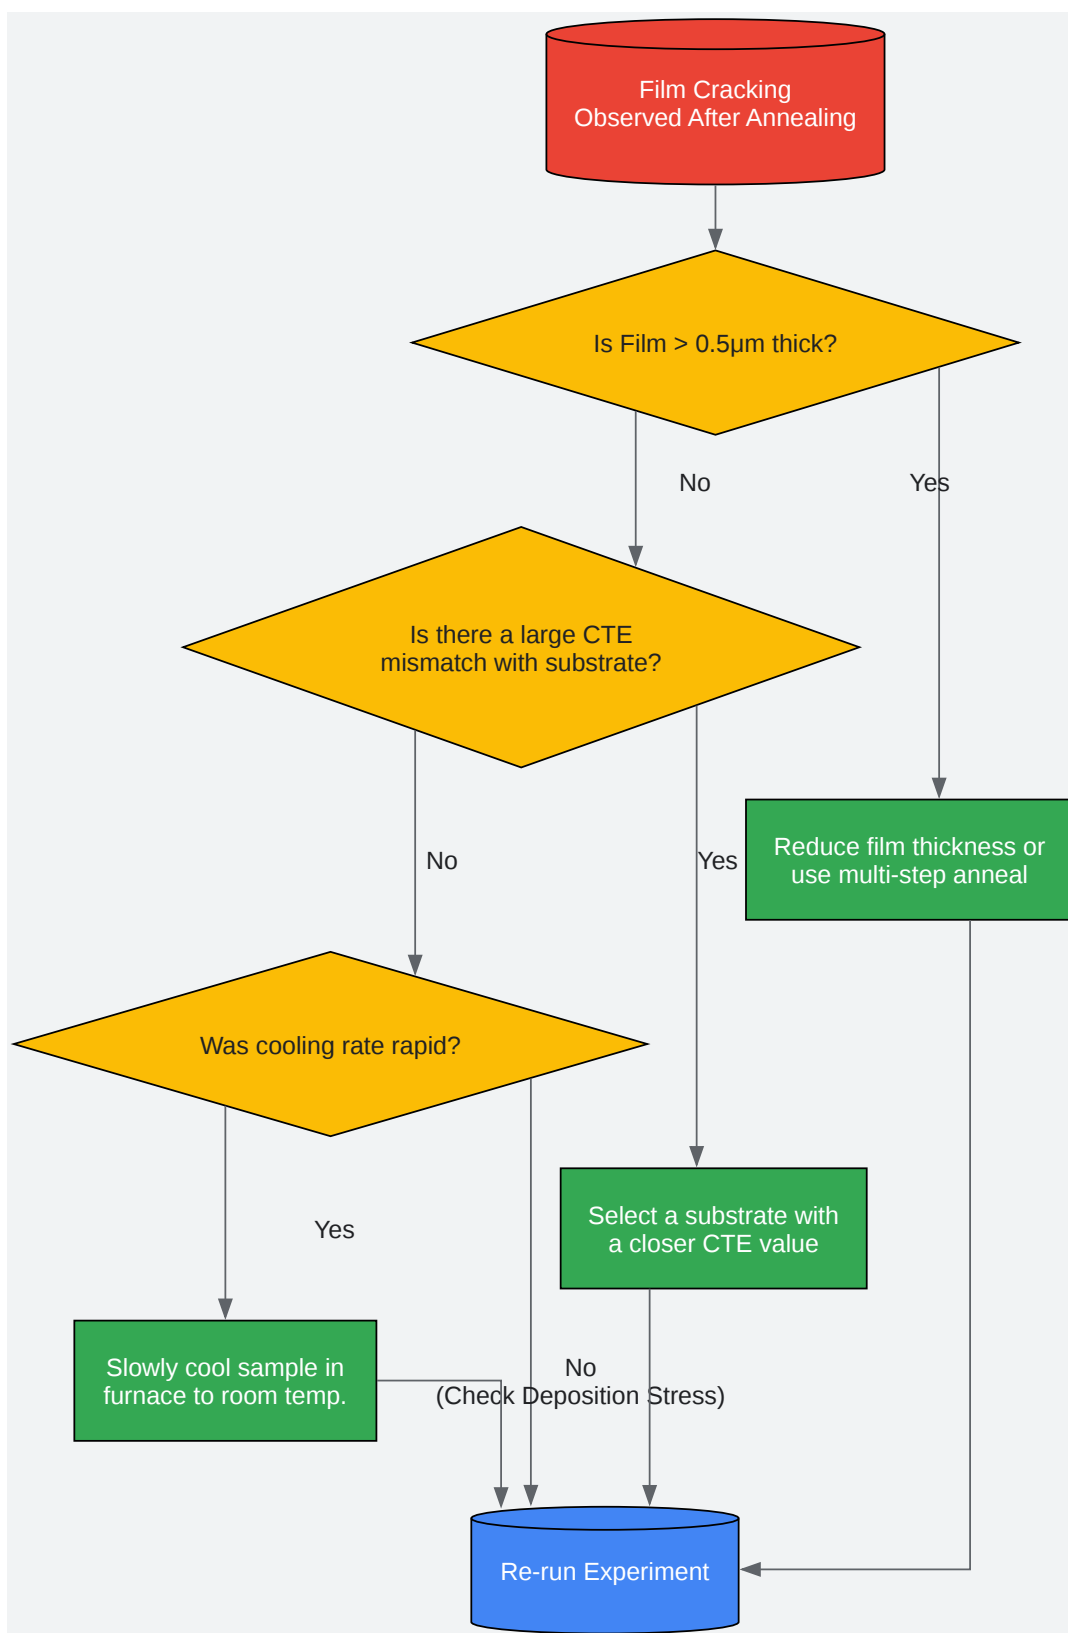 Film Cracking
Observed After Annealing
Is Film > 0.5μm thick?
No
Yes
Is there a large CTE
mismatch with substrate?
No
Yes
Reduce film thickness or
use multi-step anneal
Was cooling rate rapid?
Yes
Select a substrate with
a closer CTE value
Slowly cool sample in
furnace to room temp.
No
(Check Deposition Stress)
Re-run Experiment